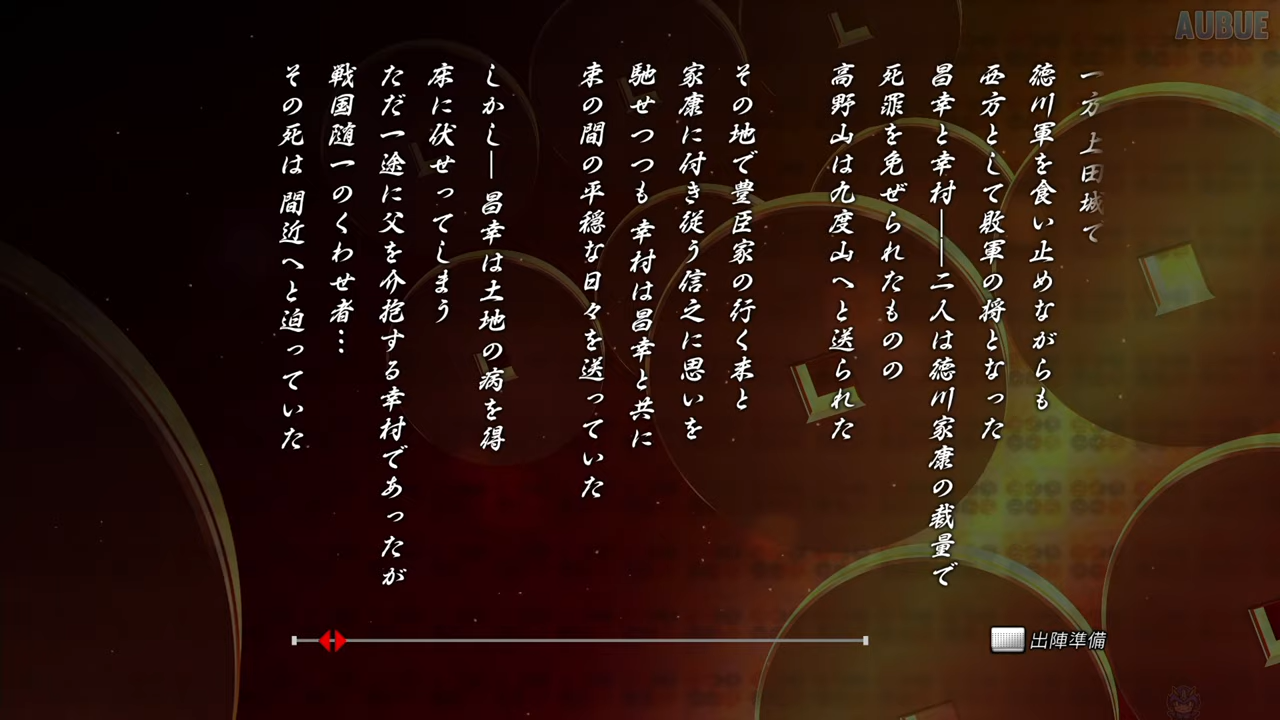 一方 上田城で
徳川軍を食い止めながらも
西方として敗軍の将となった
昌幸と幸村――二人は徳川家康の裁量で
死罪を免ぜられたものの
高野山は九度山へと送られた
その地で豊臣家の行く末と
家康に付き従う信之に思いを
馳せつつも 幸村は昌幸と共に
束の間の平穏な日々を送っていた
しかし―昌幸は土地の病を得
床に伏せってしまう
ただ一途に父を介抱する幸村であったが
戦国随一のくわせ者…
その死は 間近へと迫っていた
出陣準備
AUBUE